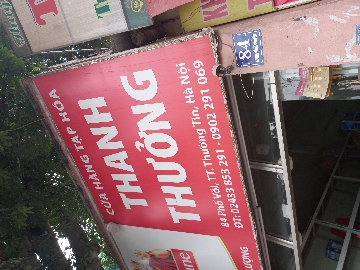 CỬA HÀNG TẠP HÓA
THANH
THƯỞNG
84 Phố Vồi, TT. Thường Tín, Hà Nội
ĐT: 02433 853 291 - 0902 291 069
84